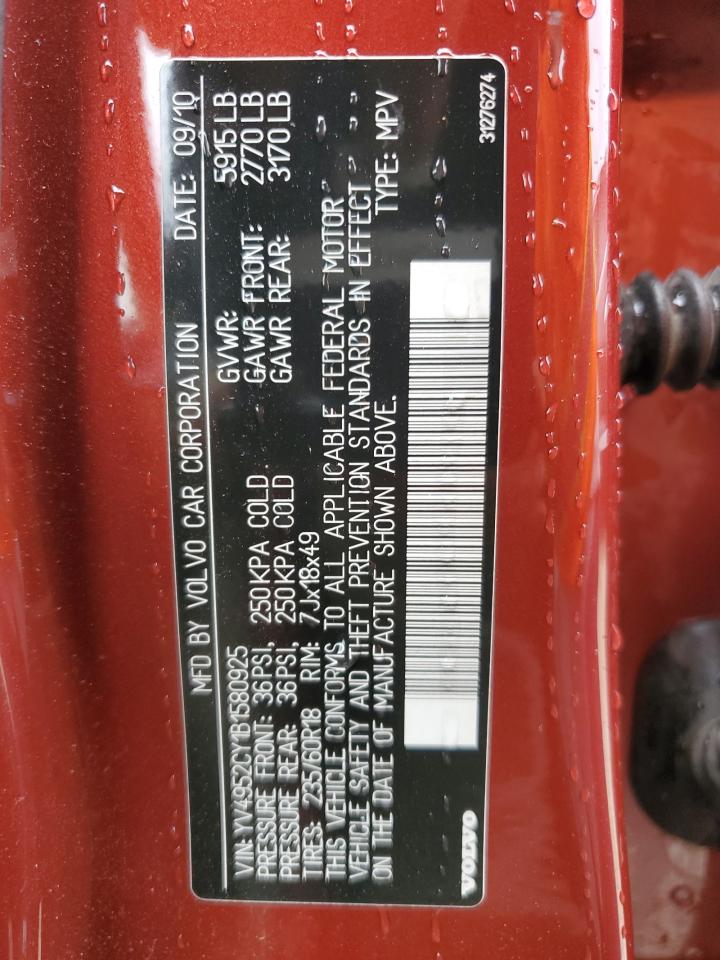 MFD BY VOLVO CAR CORPORATION DATE: 09/10
VIN: YV4952CY1B1580925 GVWR: 5915 LB
PRESSURE FRONT: 36PSI, 250KPA COLD GAWR FRONT: 2770 LB
PRESSURE REAR: 36PSI, 250KPA COLD GAWR REAR: 3170 LB
TIRES: 235/60R18 RIM: 7Jx18x49
THIS VEHICLE CONFORMS TO ALL APPLICABLE FEDERAL MOTOR
VEHICLE SAFETY AND THEFT PREVENTION STANDARDS IN EFFECT
ON THE DATE OF MANUFACTURE SHOWN ABOVE. TYPE: MPV
VOLVO 31276274